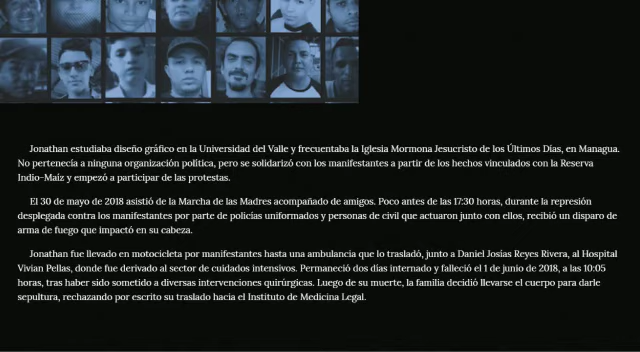 Jonathan estudiaba diseño gráfico en la Universidad del Valle y frecuentaba la Iglesia Mormona Jesucristo de los Últimos Días, en Managua.
No pertenecía a ninguna organización política, pero se solidarizó con los manifestantes a partir de los hechos vinculados con la Reserva
Indio-Maíz y empezó a participar de las protestas.
El 30 de mayo de 2018 asistió de la Marcha de las Madres acompañado de amigos. Poco antes de las 17:30 horas, durante la represión
desplegada contra los manifestantes por parte de policías uniformados y personas de civil que actuaron junto con ellos, recibió un disparo de
arma de fuego que impactó en su cabeza.
Jonathan fue llevado en motocicleta por manifestantes hasta una ambulancia que lo trasladó, junto a Daniel Josías Reyes Rivera, al Hospital
Vivian Pellas, donde fue derivado al sector de cuidados intensivos. Permaneció dos días internado y falleció el 1 de junio de 2018, a las 10:05
horas, tras haber sido sometido a diversas intervenciones quirúrgicas. Luego de su muerte, la familia decidió llevarse el cuerpo para darle
sepultura, rechazando por escrito su traslado hacia el Instituto de Medicina Legal.